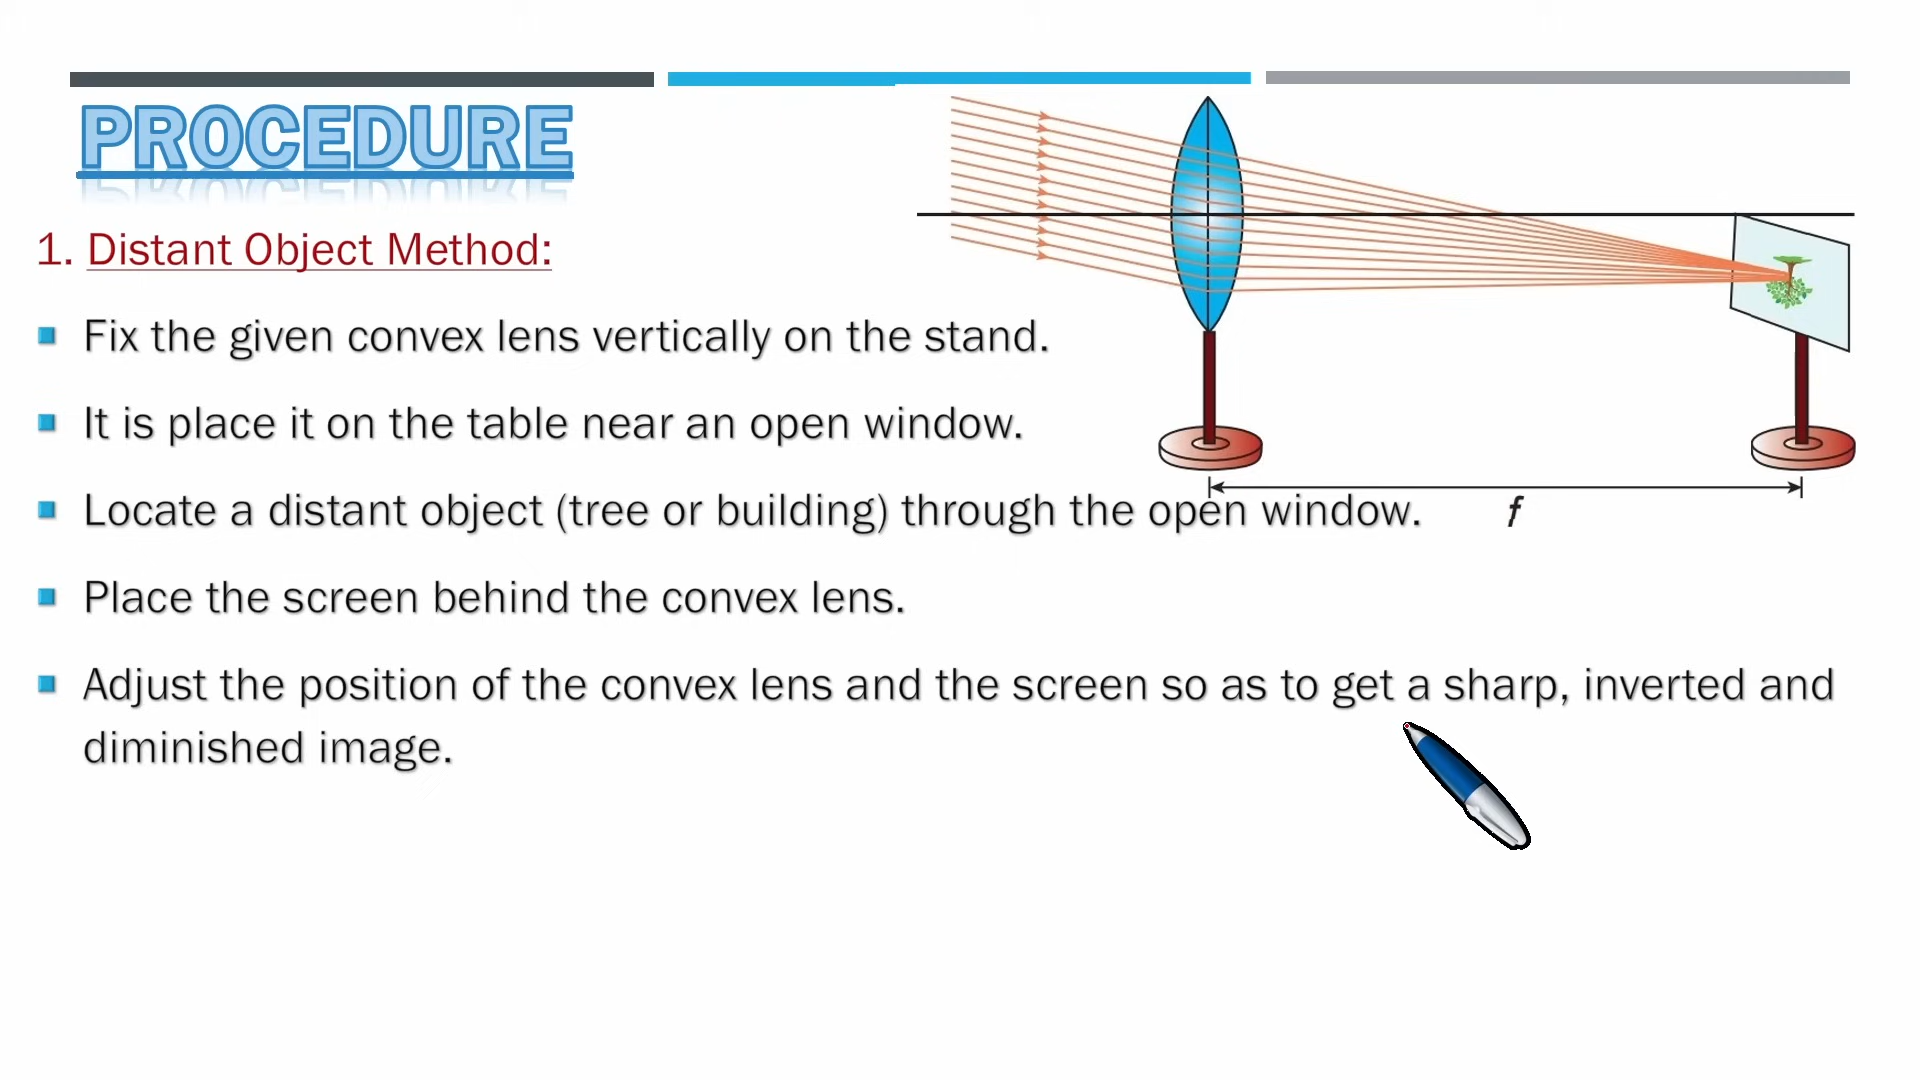 PROCEDURE
1. Distant Object Method:
Fix the given convex lens vertically on the stand.
It is place it on the table near an open window.
Locate a distant object (tree or building) through the open window.
f
Place the screen behind the convex lens.
Adjust the position of the convex lens and the screen so as to get a sharp, inverted and
diminished image.